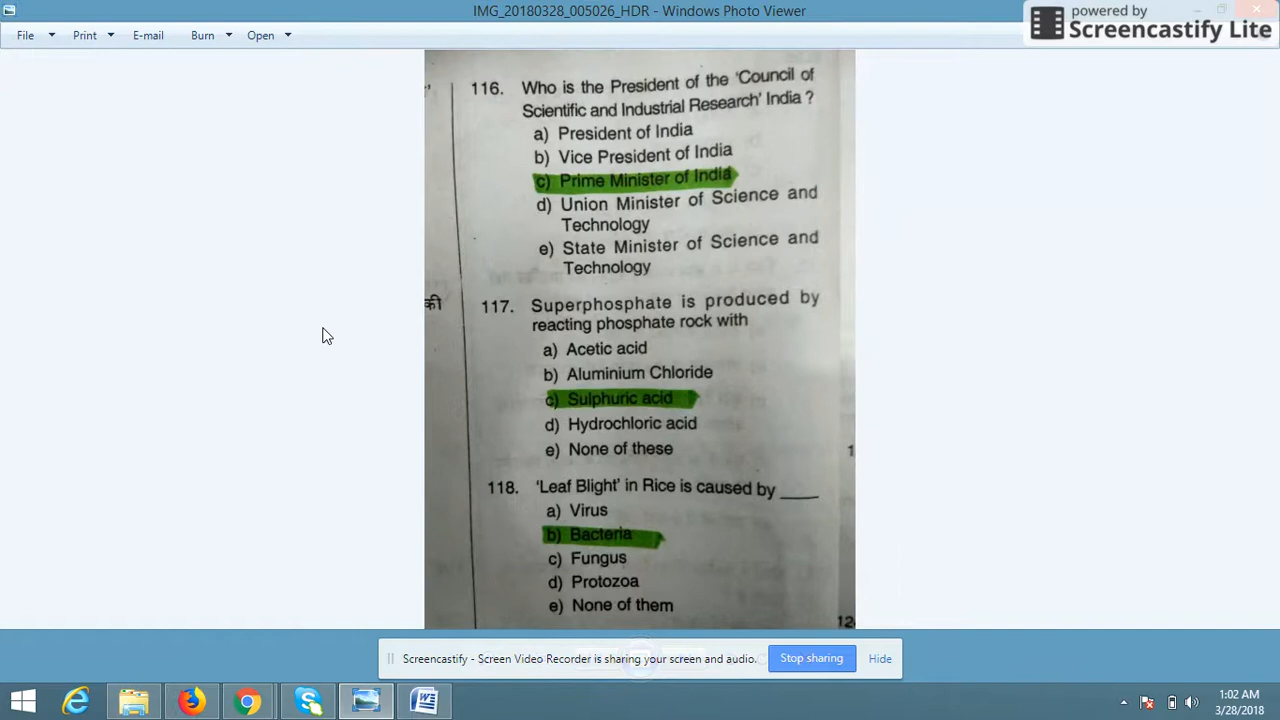 IMG_20180328_005026_HDR - Windows Photo Viewer
powered by
Screencastify Lite
File Print E-mail Burn Open
116. Who is the President of the 'Council of
Scientific and Industrial Research' India ?
a) President of India
b) Vice President of India
c) Prime Minister of India
d) Union Minister of Science and
Technology
e) State Minister of Science and
Technology
की
117. Superphosphate is produced by
reacting phosphate rock with
a) Acetic acid
b) Aluminium Chloride
c) Sulphuric acid
d) Hydrochloric acid
e) None of these
1
118. 'Leaf Blight' in Rice is caused by ____
a) Virus
b) Bacteria
c) Fungus
d) Protozoa
e) None of them
12
Screencastify - Screen Video Recorder is sharing your screen and audio. Stop sharing Hide
1:02 AM
3/28/2018